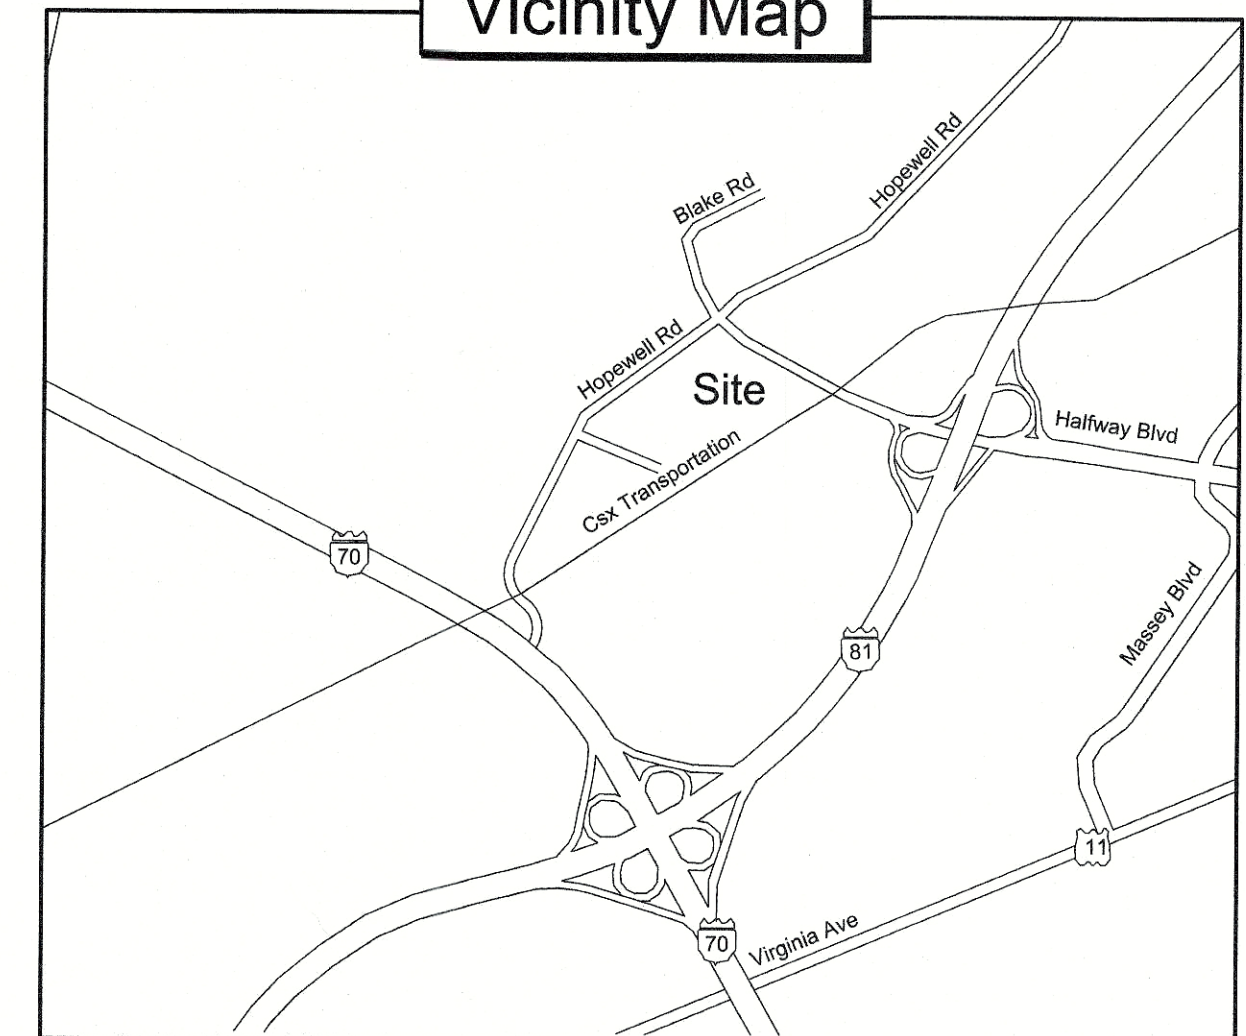 Vicinity Map
Hopewell Rd
Blake Rd
Hopewell Rd
Site
Halfway Blvd
Csx Transportation
70
81
Massey Blvd
11
70
Virginia Ave